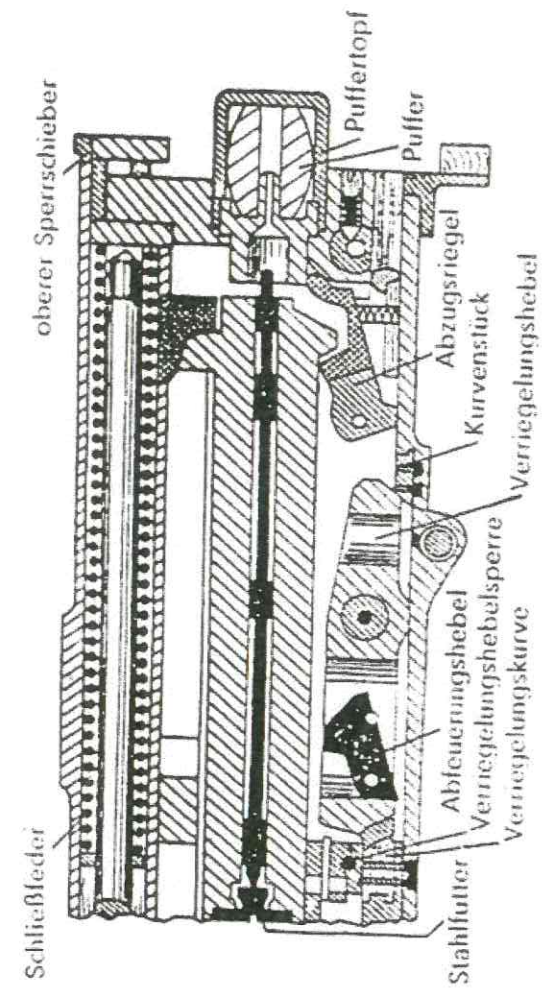 Schließfeder
oberer Sperrschieber
Puffertopf
Puffer
Abzugsriegel
Kurvenstück
Verriegelungshebel
Abfeuerungshebel
Verriegelungshebelsperre
Verriegelungskurve
Stahlfutter